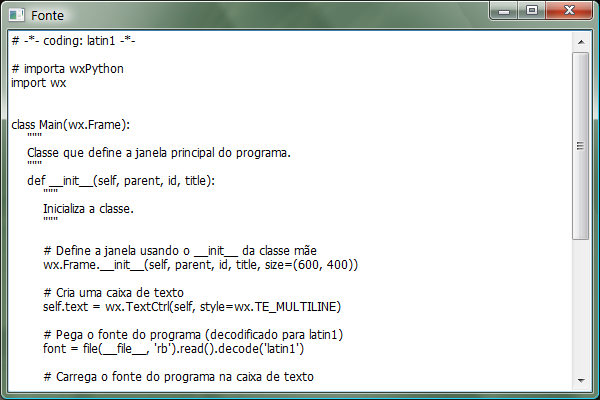 Fonte
# -*- coding: latin1 -*-
# importa wxPython
import wx
class Main(wx.Frame):
"""
Classe que define a janela principal do programa.
"""
def __init__(self, parent, id, title):
"""
Inicializa a classe.
"""
# Define a janela usando o __init__ da classe mãe
wx.Frame.__init__(self, parent, id, title, size=(600, 400))
# Cria uma caixa de texto
self.text = wx.TextCtrl(self, style=wx.TE_MULTILINE)
# Pega o fonte do programa (decodificado para latin1)
font = file(__file__, 'rb').read().decode('latin1')
# Carrega o fonte do programa na caixa de texto